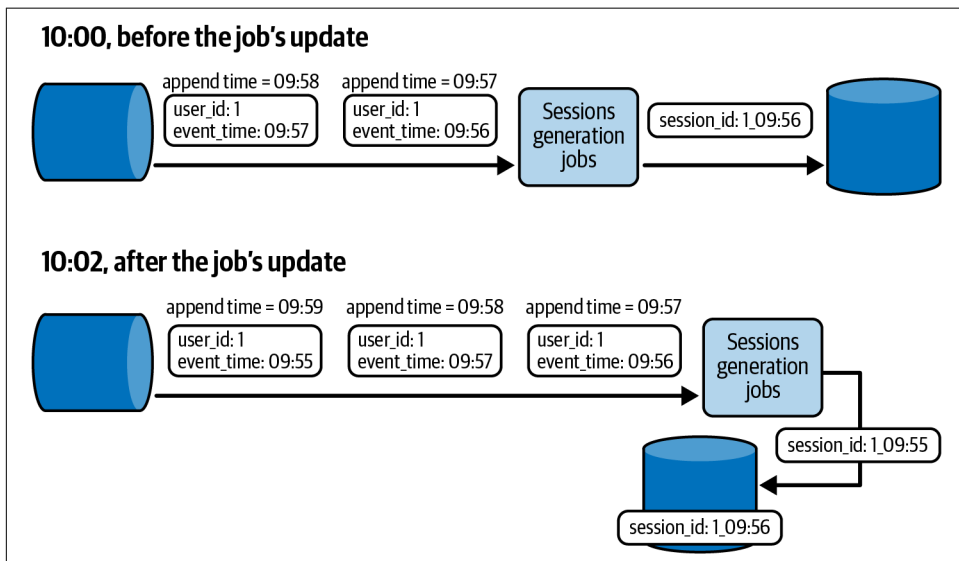 10:00, before the job's update
append time = 09:58
append time = 09:57
user_id: 1
event_time: 09:57
user_id: 1
event_time: 09:56
Sessions
generation
jobs
session_id: 1_09:56
10:02, after the job's update
append time = 09:59
append time = 09:58
append time = 09:57
user_id: 1
event_time: 09:55
user_id: 1
event_time: 09:57
user_id: 1
event_time: 09:56
Sessions
generation
jobs
session_id: 1_09:55
session_id: 1_09:56